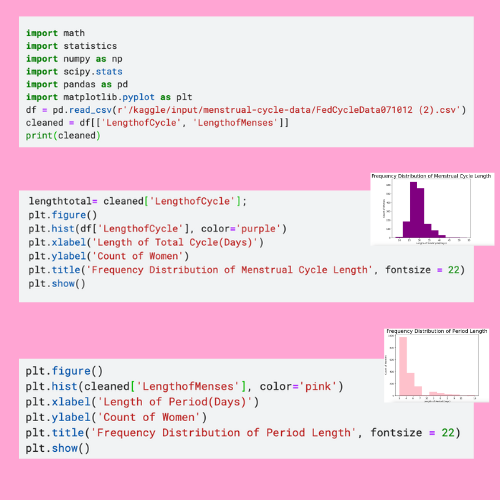 import math
import statistics
import numpy as np
import scipy.stats
import pandas as pd
import matplotlib.pyplot as plt
df = pd.read_csv(r'/kaggle/input/menstrual-cycle-data/FedCycleData071012 (2).csv')
cleaned = df[['LengthofCycle', 'LengthofMenses']]
print(cleaned)
Frequency Distribution of Menstrual Cycle Length
lengthtotal= cleaned['LengthofCycle'];
plt.figure()
plt.hist(df['LengthofCycle'], color='purple')
plt.xlabel('Length of Total Cycle(Days)')
plt.ylabel('Count of Women')
plt.title('Frequency Distribution of Menstrual Cycle Length', fontsize = 22)
plt.show()
Frequency Distribution of Period Length
plt.figure()
plt.hist(cleaned['LengthofMenses'], color='pink')
plt.xlabel('Length of Period(Days)')
plt.ylabel('Count of Women')
plt.title('Frequency Distribution of Period Length', fontsize = 22)
plt.show()